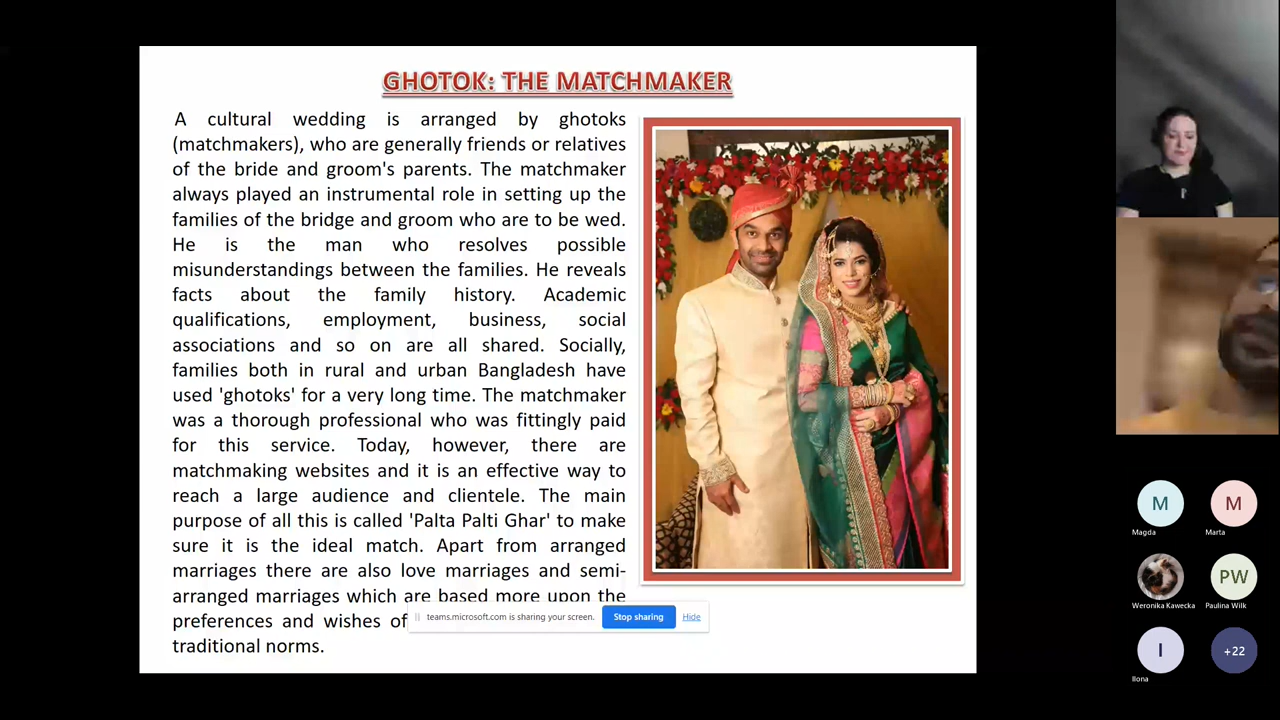 GHOTOK: THE MATCHMAKER
A cultural wedding is arranged by ghotoks
(matchmakers), who are generally friends or relatives
of the bride and groom's parents. The matchmaker
always played an instrumental role in setting up the
families of the bridge and groom who are to be wed.
He is the man who resolves possible
misunderstandings between the families. He reveals
facts about the family history. Academic
qualifications, employment, business, social
associations and so on are all shared. Socially,
families both in rural and urban Bangladesh have
used 'ghotoks' for a very long time. The matchmaker
was a thorough professional who was fittingly paid
for this service. Today, however, there are
matchmaking websites and it is an effective way to
reach a large audience and clientele. The main
purpose of all this is called 'Palta Palti Ghar' to make
sure it is the ideal match. Apart from arranged
marriages there are also love marriages and semi-
arranged marriages which are based more upon the
preferences and wishes of
traditional norms.
teams.microsoft.com is sharing your screen.
Stop sharing
Hide
M
Magda
M
Marta
Weronika Kawecka
PW
Paulina Wilk
I
Ilona
+22